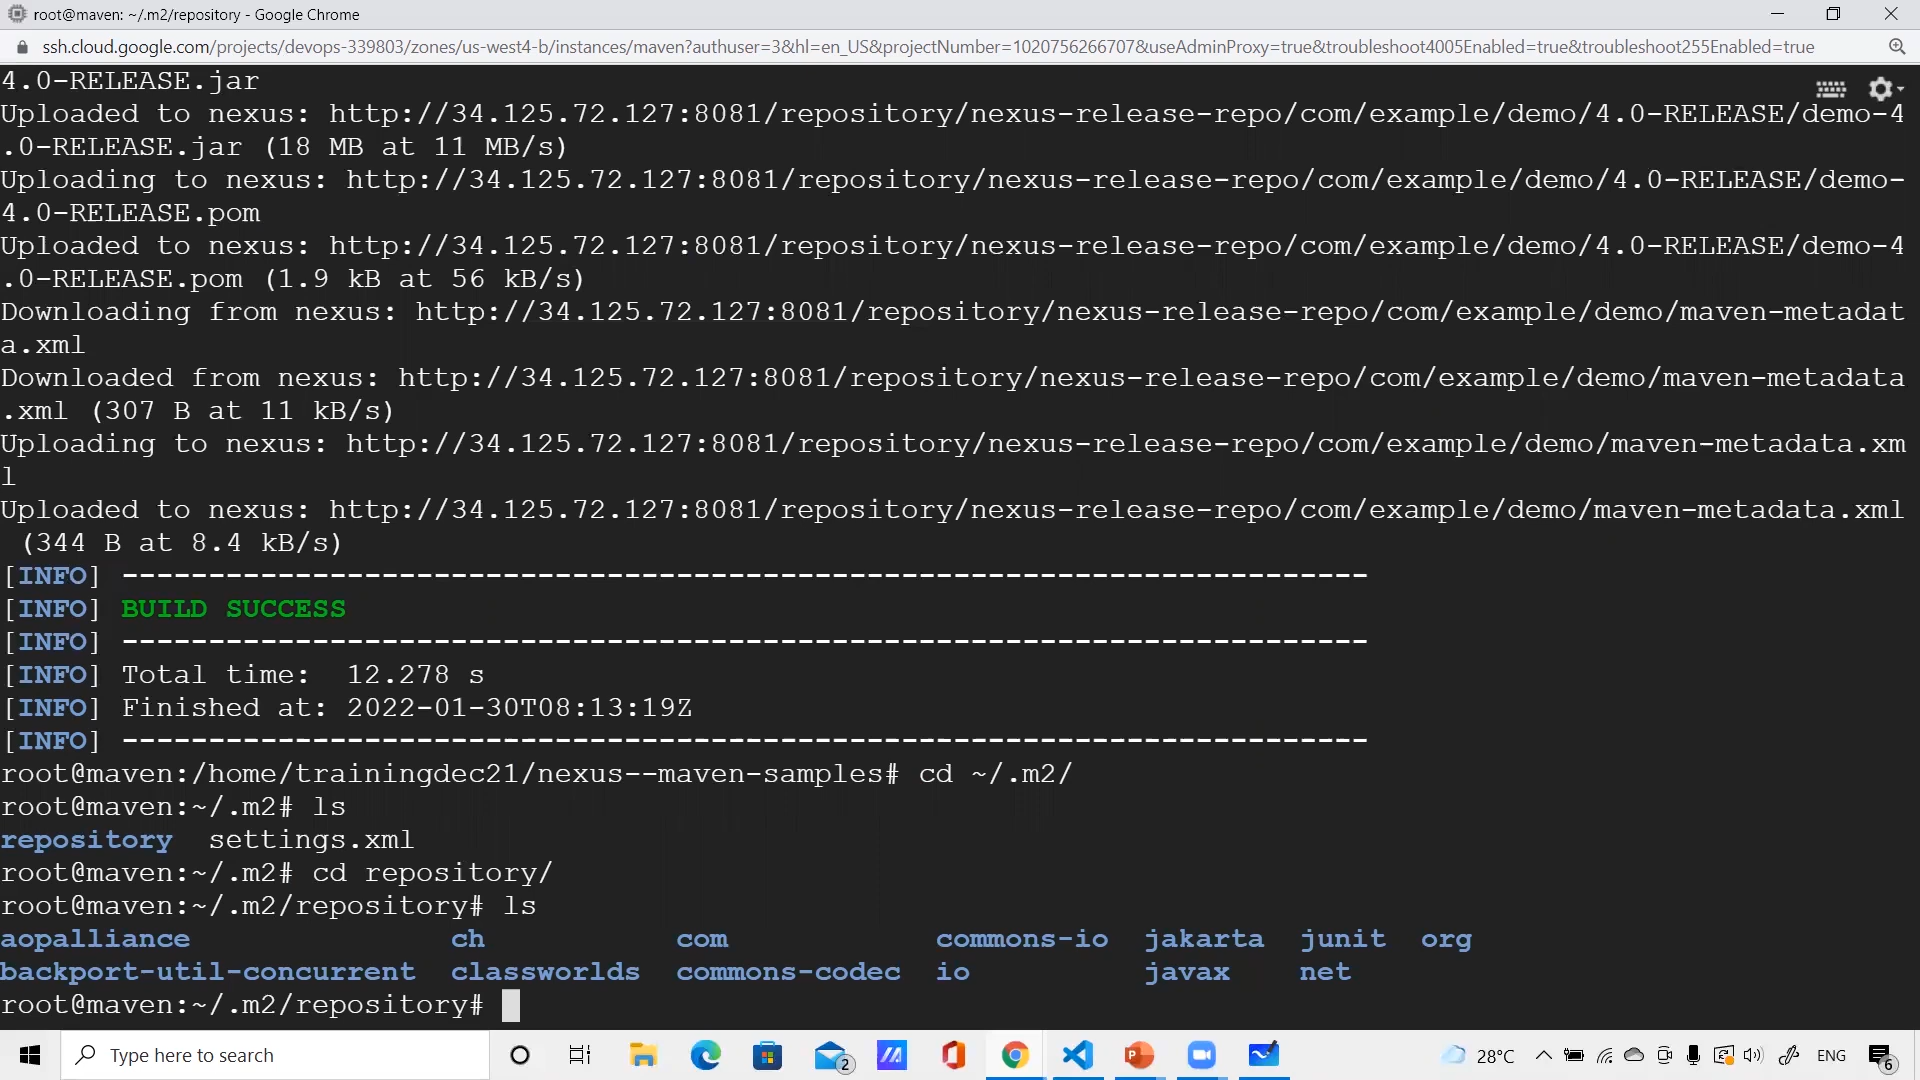 root@maven: ~/.m2/repository - Google Chrome
ssh.cloud.google.com/projects/devops-339803/zones/us-west4-b/instances/maven?authuser=3&hl=en_US&projectNumber=1020756266707&useAdminProxy=true&troubleshoot4005Enabled=true&troubleshoot255Enabled=true
4.0-RELEASE.jar
Uploaded to nexus: http://34.125.72.127:8081/repository/nexus-release-repo/com/example/demo/4.0-RELEASE/demo-4
.0-RELEASE.jar (18 MB at 11 MB/s)
Uploading to nexus: http://34.125.72.127:8081/repository/nexus-release-repo/com/example/demo/4.0-RELEASE/demo-
4.0-RELEASE.pom
Uploaded to nexus: http://34.125.72.127:8081/repository/nexus-release-repo/com/example/demo/4.0-RELEASE/demo-4
.0-RELEASE.pom (1.9 kB at 56 kB/s)
Downloading from nexus: http://34.125.72.127:8081/repository/nexus-release-repo/com/example/demo/maven-metadat
a.xml
Downloaded from nexus: http://34.125.72.127:8081/repository/nexus-release-repo/com/example/demo/maven-metadata
.xml (307 B at 11 kB/s)
Uploading to nexus: http://34.125.72.127:8081/repository/nexus-release-repo/com/example/demo/maven-metadata.xm
l
Uploaded to nexus: http://34.125.72.127:8081/repository/nexus-release-repo/com/example/demo/maven-metadata.xml
 (344 B at 8.4 kB/s)
[INFO] ------------------------------------------------------------------------
[INFO] BUILD SUCCESS
[INFO] ------------------------------------------------------------------------
[INFO] Total time:  12.278 s
[INFO] Finished at: 2022-01-30T08:13:19Z
[INFO] ------------------------------------------------------------------------
root@maven:/home/trainingdec21/nexus--maven-samples# cd ~/.m2/
root@maven:~/.m2# ls
repository  settings.xml
root@maven:~/.m2# cd repository/
root@maven:~/.m2/repository# ls
aopalliance ch com commons-io jakarta junit org
backport-util-concurrent classworlds commons-codec io javax net
root@maven:~/.m2/repository#
Type here to search 2 28°C ENG 6